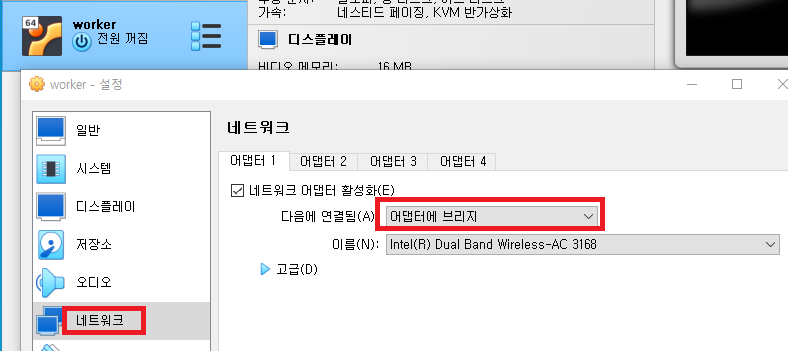 가속: 네스티드 페이징, KVM 반가상화
64
worker
전원 꺼짐
디스플레이
비디오 메모리: 16 MB
worker - 설정
일반
시스템
디스플레이
저장소
오디오
네트워크
네트워크
어댑터 1 어댑터 2 어댑터 3 어댑터 4
네트워크 어댑터 활성화(E)
다음에 연결됨(A) 어댑터에 브리지
이름(N): Intel(R) Dual Band Wireless-AC 3168
고급(D)